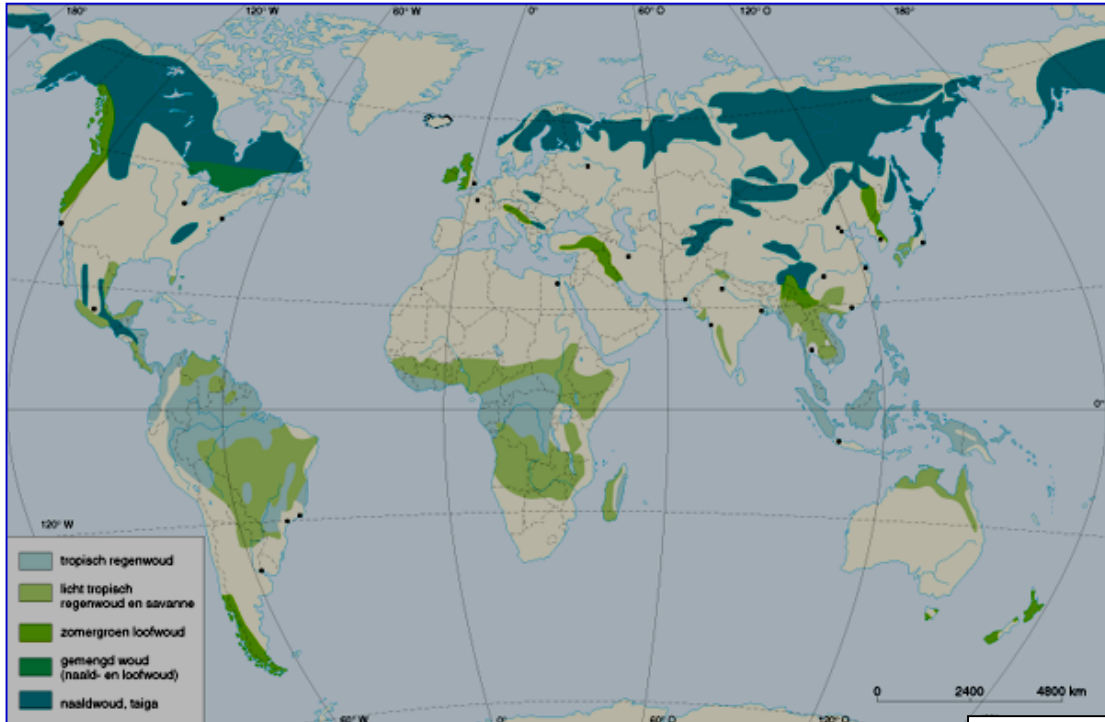 180° 120° W 60° W 0° 60° O 120° O 180°
0°
120° W
tropisch regenwoud
licht tropisch
regenwoud en savanne
zomergroen loofwoud
gemengd woud
(naald- en loofwoud)
naaldwoud, taiga
0 2400 4800 km
60° W 0° 60° O 120° O